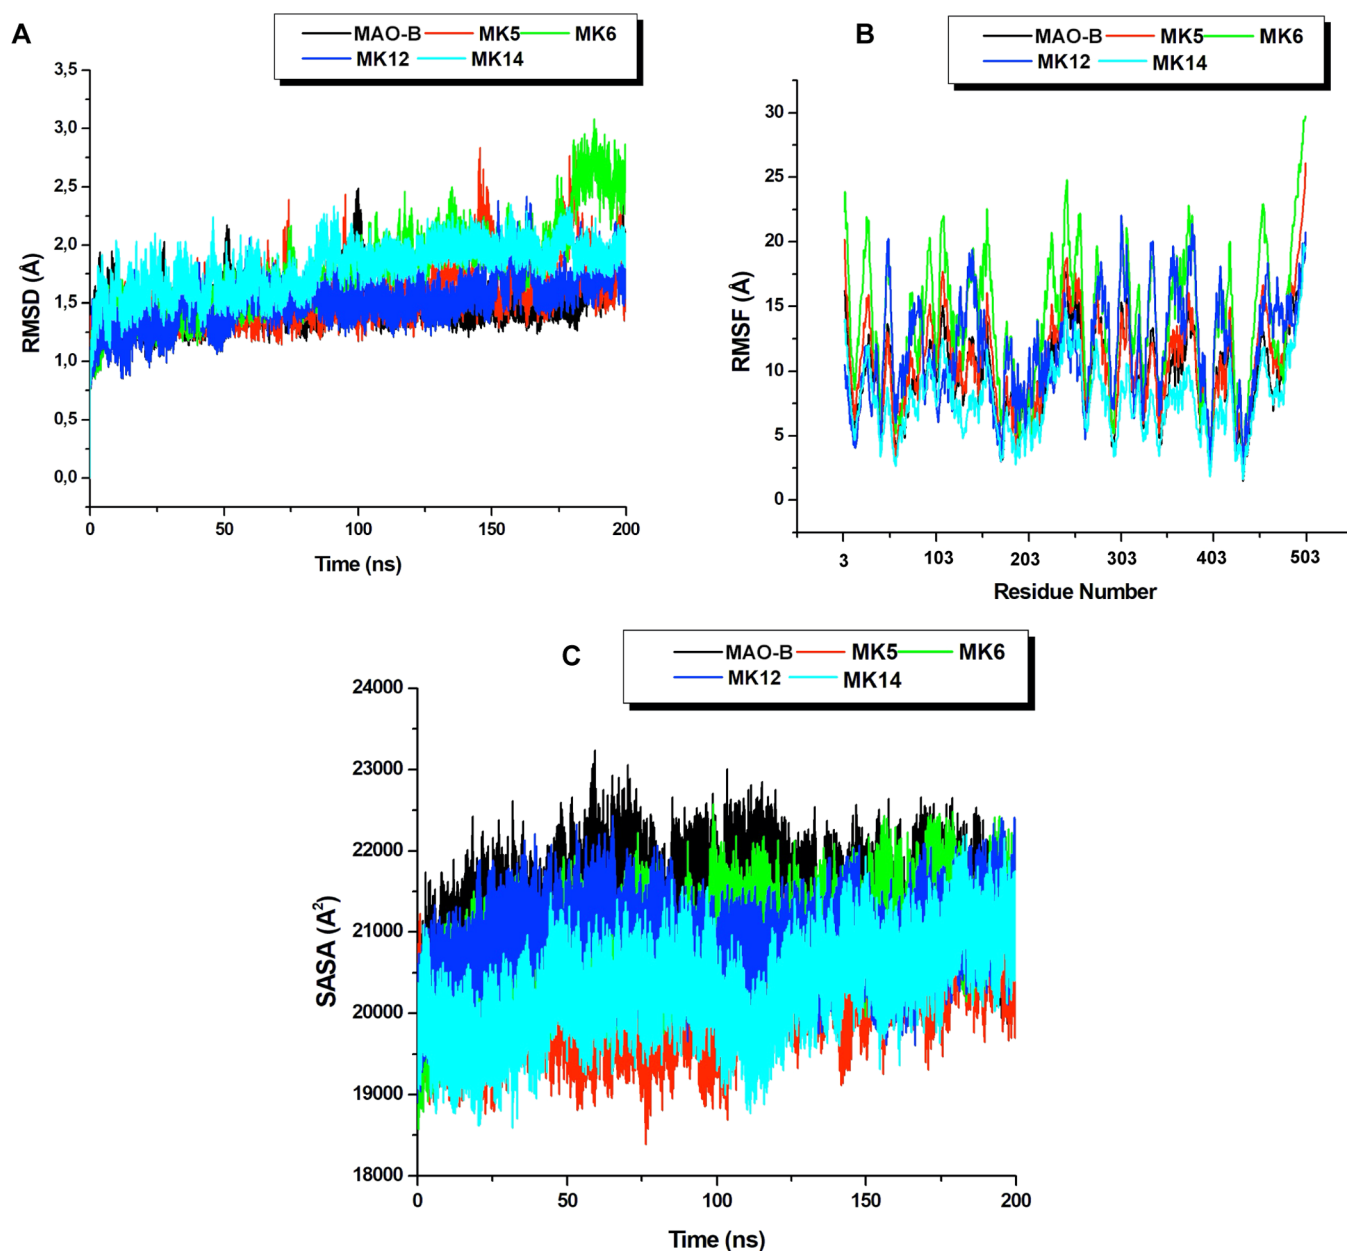 A
MAO-B MK5 MK6
MK12 MK14
3,5
3,0
2,5
2,0
1,5
1,0
0,5
0,0
RMSD (Å)
0 50 100 150 200
Time (ns)
B
MAO-B MK5 MK6
MK12 MK14
30
25
20
15
10
5
0
RMSF (Å)
3 103 203 303 403 503
Residue Number
C
MAO-B MK5 MK6
MK12 MK14
24000
23000
22000
21000
20000
19000
18000
SASA (A²)
0 50 100 150 200
Time (ns)